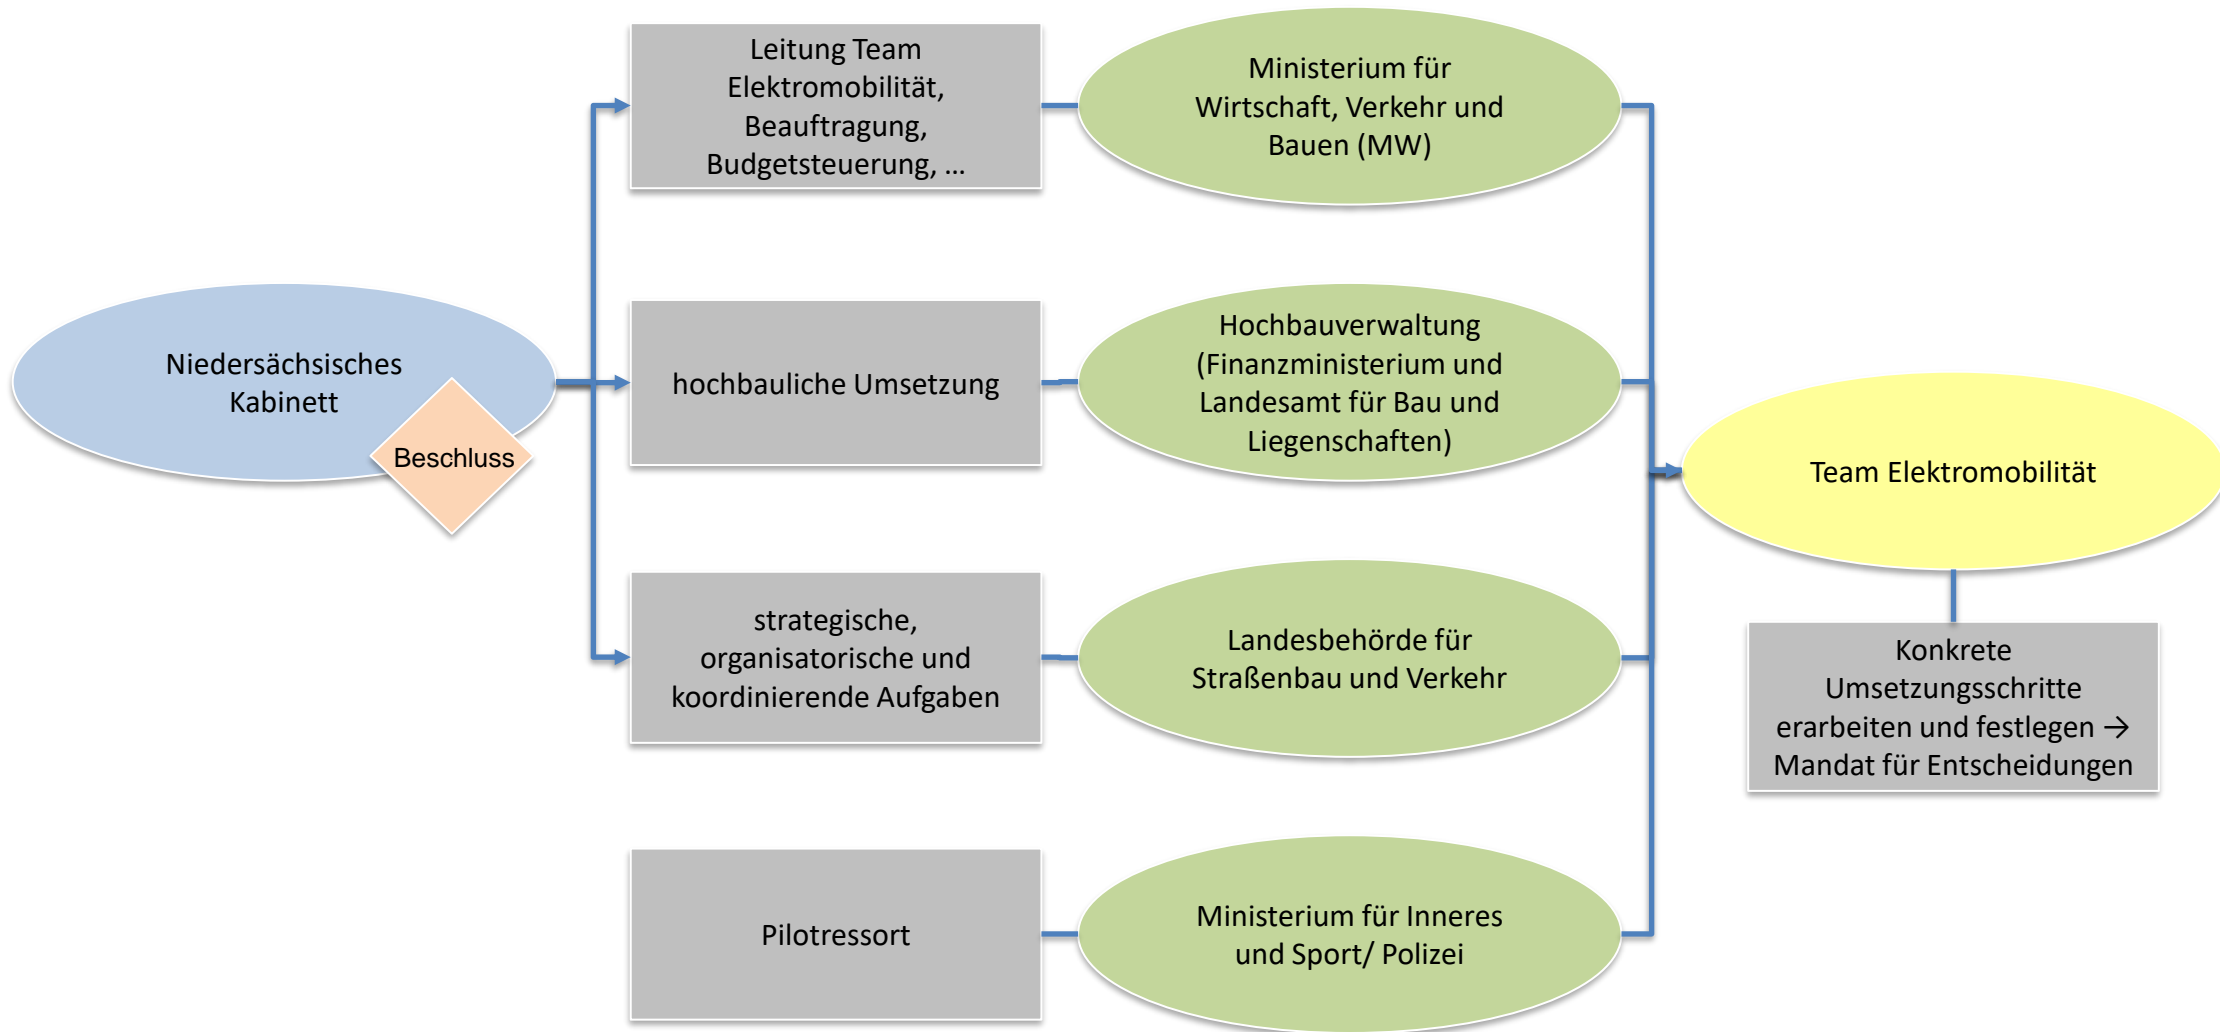 Niedersächsisches
Kabinett
Beschluss
Leitung Team
Elektromobilität,
Beauftragung,
Budgetsteuerung, ...
Ministerium für
Wirtschaft, Verkehr und
Bauen (MW)
hochbauliche Umsetzung
Hochbauverwaltung
(Finanzministerium und
Landesamt für Bau und
Liegenschaften)
strategische,
organisatorische und
koordinierende Aufgaben
Landesbehörde für
Straßenbau und Verkehr
Pilotressort
Ministerium für Inneres
und Sport/ Polizei
Team Elektromobilität
Konkrete
Umsetzungsschritte
erarbeiten und festlegen →
Mandat für Entscheidungen